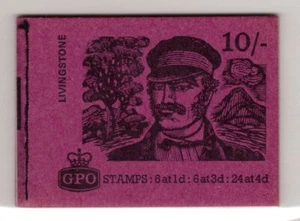 LIVINGSTONE
10/-
GPO
STAMPS:6at1d:6at3d:24at4d